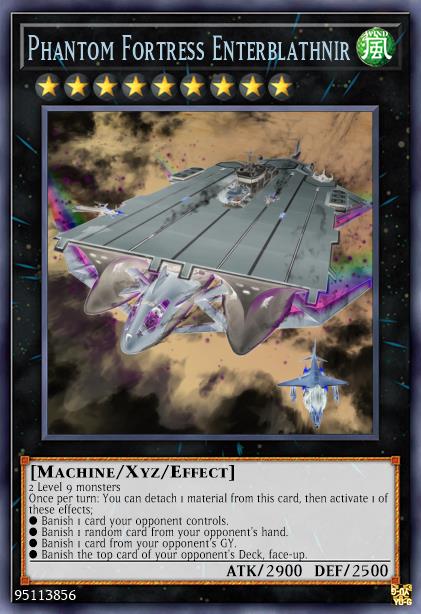 PHANTOM FORTRESS ENTERBLATHNIR
WIND
風
[MACHINE/XYZ/EFFECT]
2 Level 9 monsters
Once per turn: You can detach 1 material from this card, then activate 1 of
these effects;
● Banish 1 card your opponent controls.
● Banish 1 random card from your opponent's hand.
● Banish 1 card from your opponent's GY.
● Banish the top card of your opponent's Deck, face-up.
ATK/2900 DEF/2500
95113856